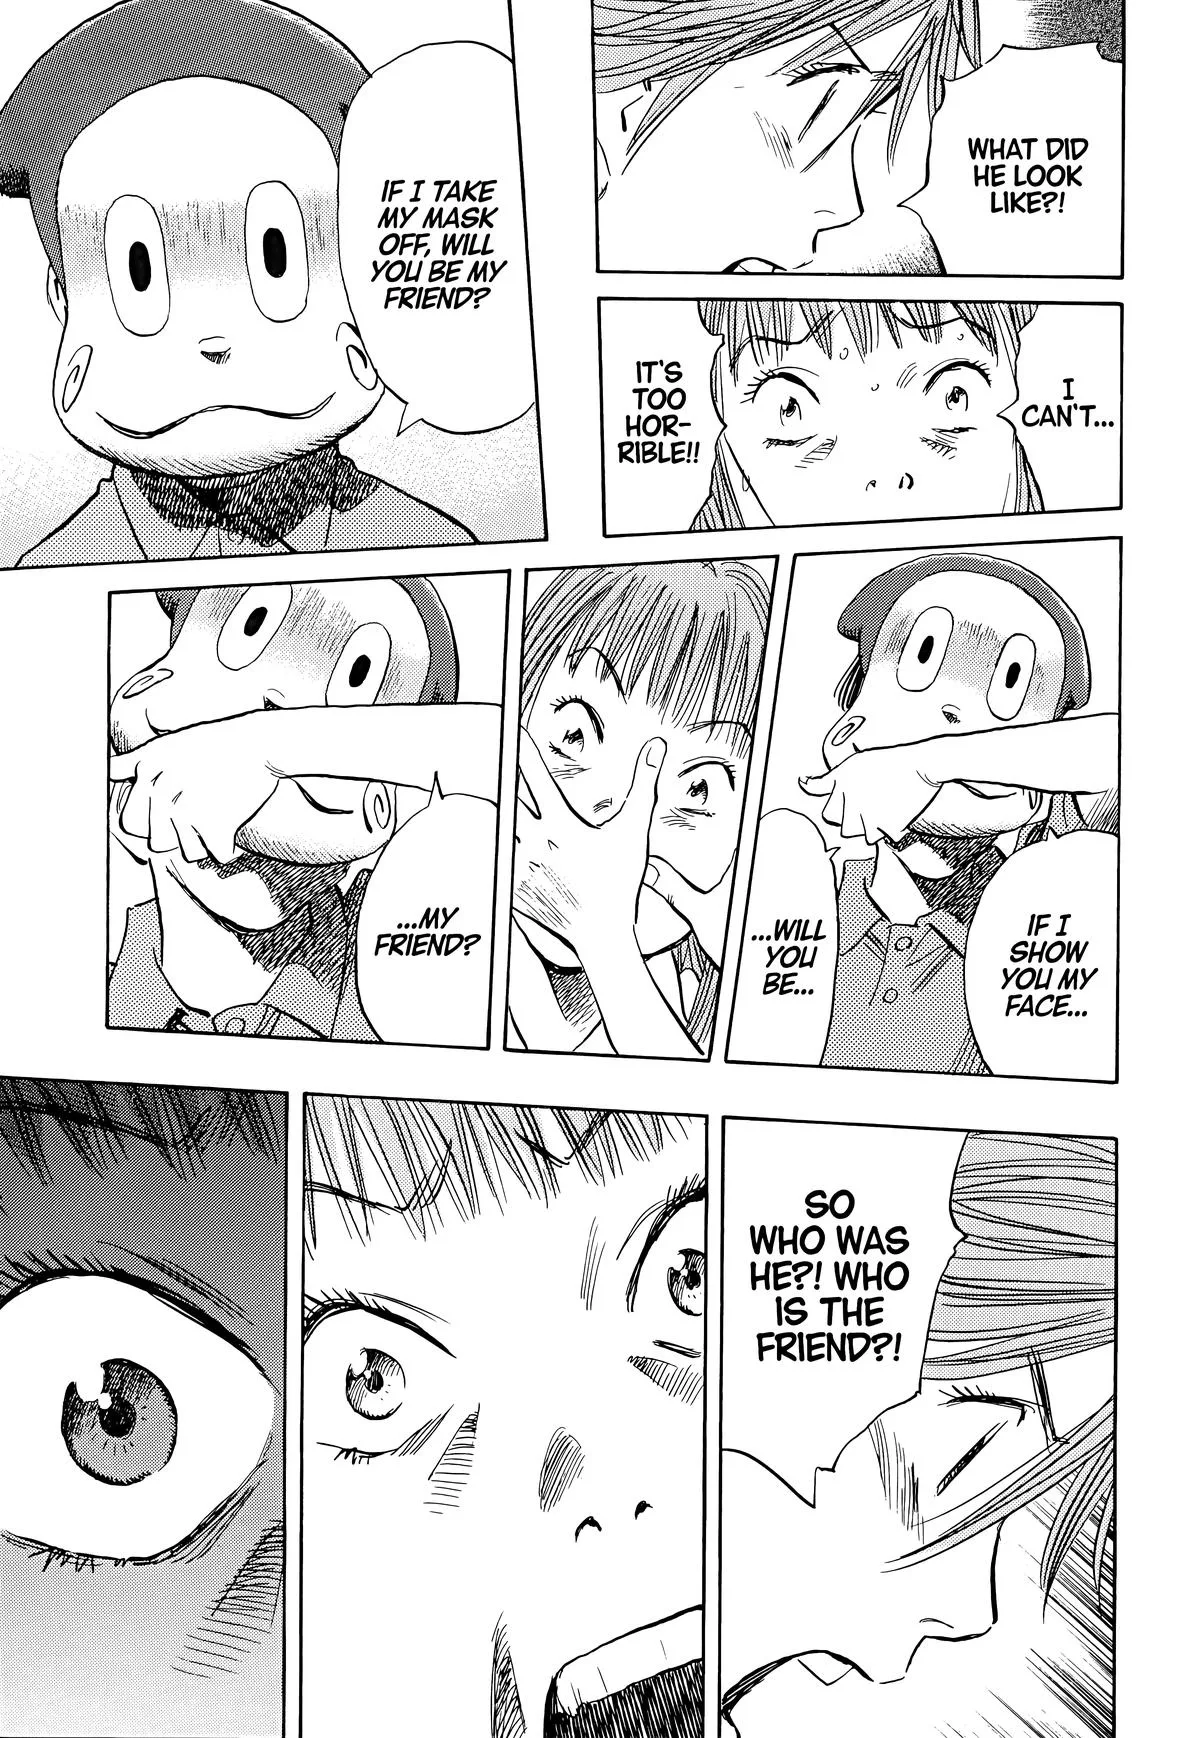 WHAT DID
HE LOOK
LIKE?!
I
CAN'T...
IT'S
TOO
HOR-
RIBLE!!
IF I TAKE
MY MASK
OFF, WILL
YOU BE MY
FRIEND?
IF I
SHOW
YOU MY
FACE...
...WILL
YOU
BE...
...MY
FRIEND?
SO
WHO WAS
HE?! WHO
IS THE
FRIEND?!